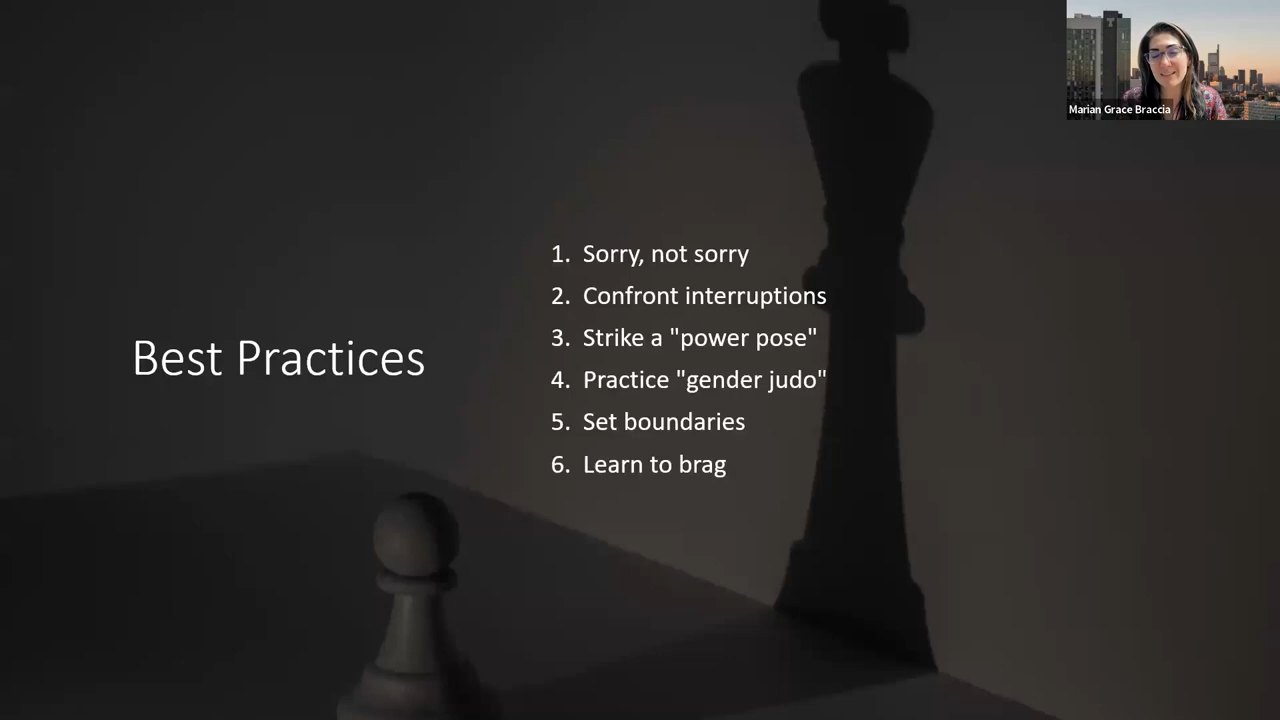 Marian Grace Braccia
Best Practices
1. Sorry, not sorry
2. Confront interruptions
3. Strike a "power pose"
4. Practice "gender judo"
5. Set boundaries
6. Learn to brag